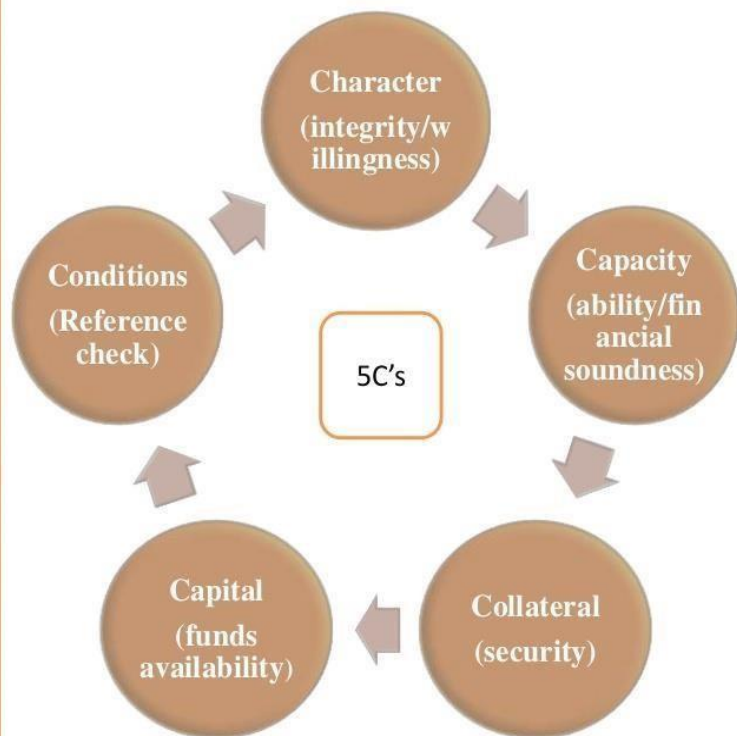 Character
(integrity/w
illingness)
Capacity
(ability/fin
ancial
soundness)
Collateral
(security)
Capital
(funds
availability)
Conditions
(Reference
check)
5C’s